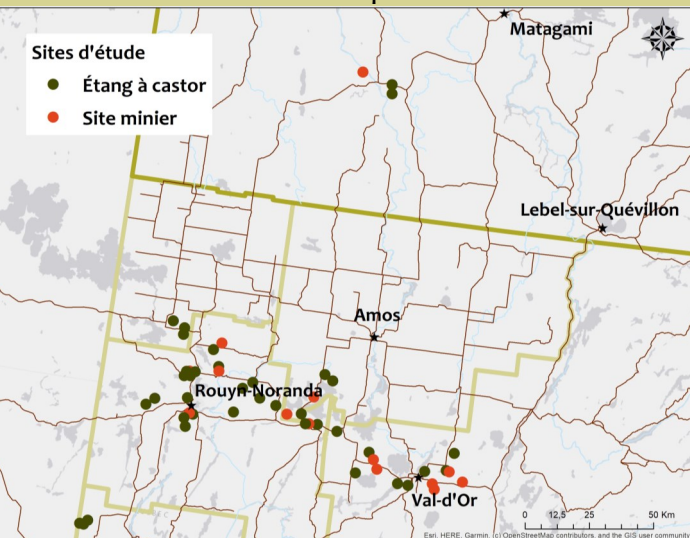 Matagami
Sites d'étude
Étang à castor
Site minier
Lebel-sur-Quévillon
Amos
Rouyn-Noranda
Val-d'Or
0 12,5 25 50 Km
Esri, HERE, Garmin, (c) OpenStreetMap contributors, and the GIS user community